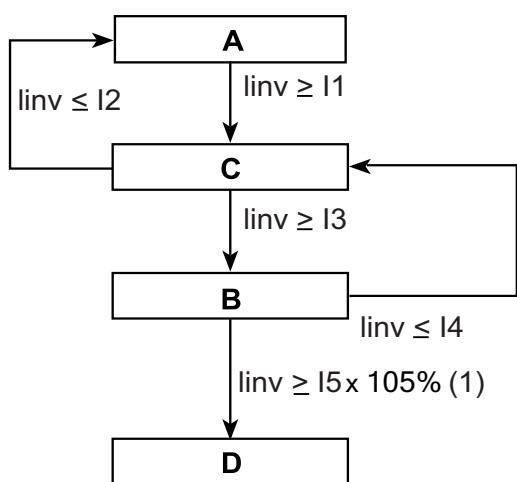 A
Iinv ≥ I1
Iinv ≤ I2
C
Iinv ≥ I3
B
Iinv ≤ I4
Iinv ≥ I5 x 105% (1)
D